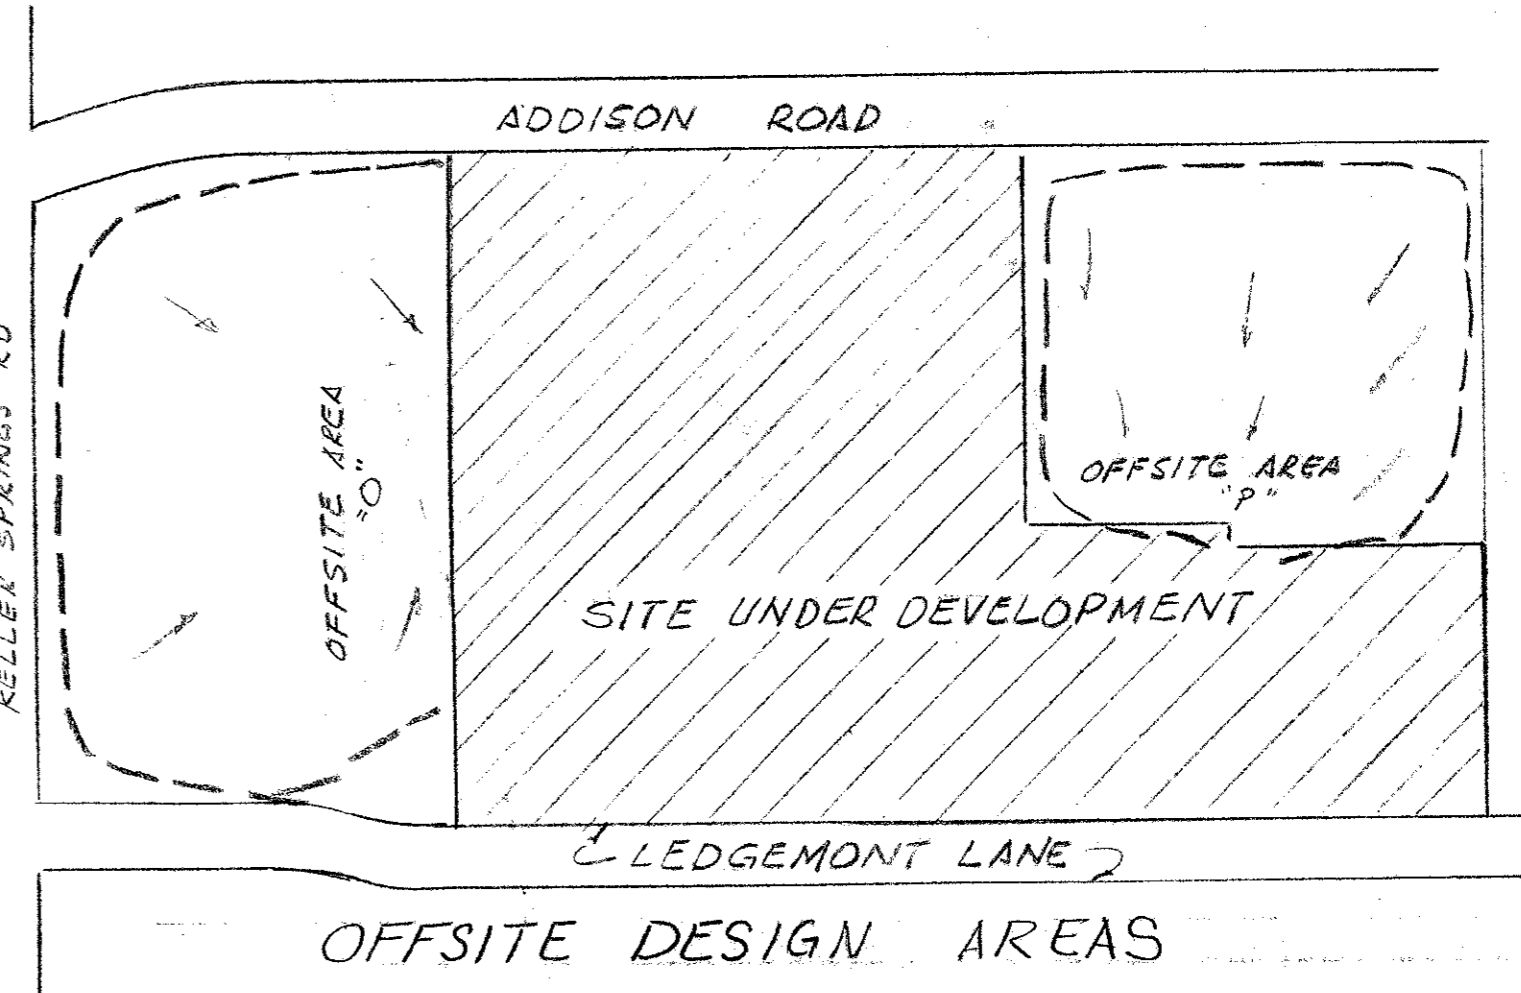 ADDISON ROAD
KELLER SPRINGS RD
OFFSITE AREA
"O"
OFFSITE AREA
"P"
SITE UNDER DEVELOPMENT
LEDGEMONT LANE
OFFSITE DESIGN AREAS